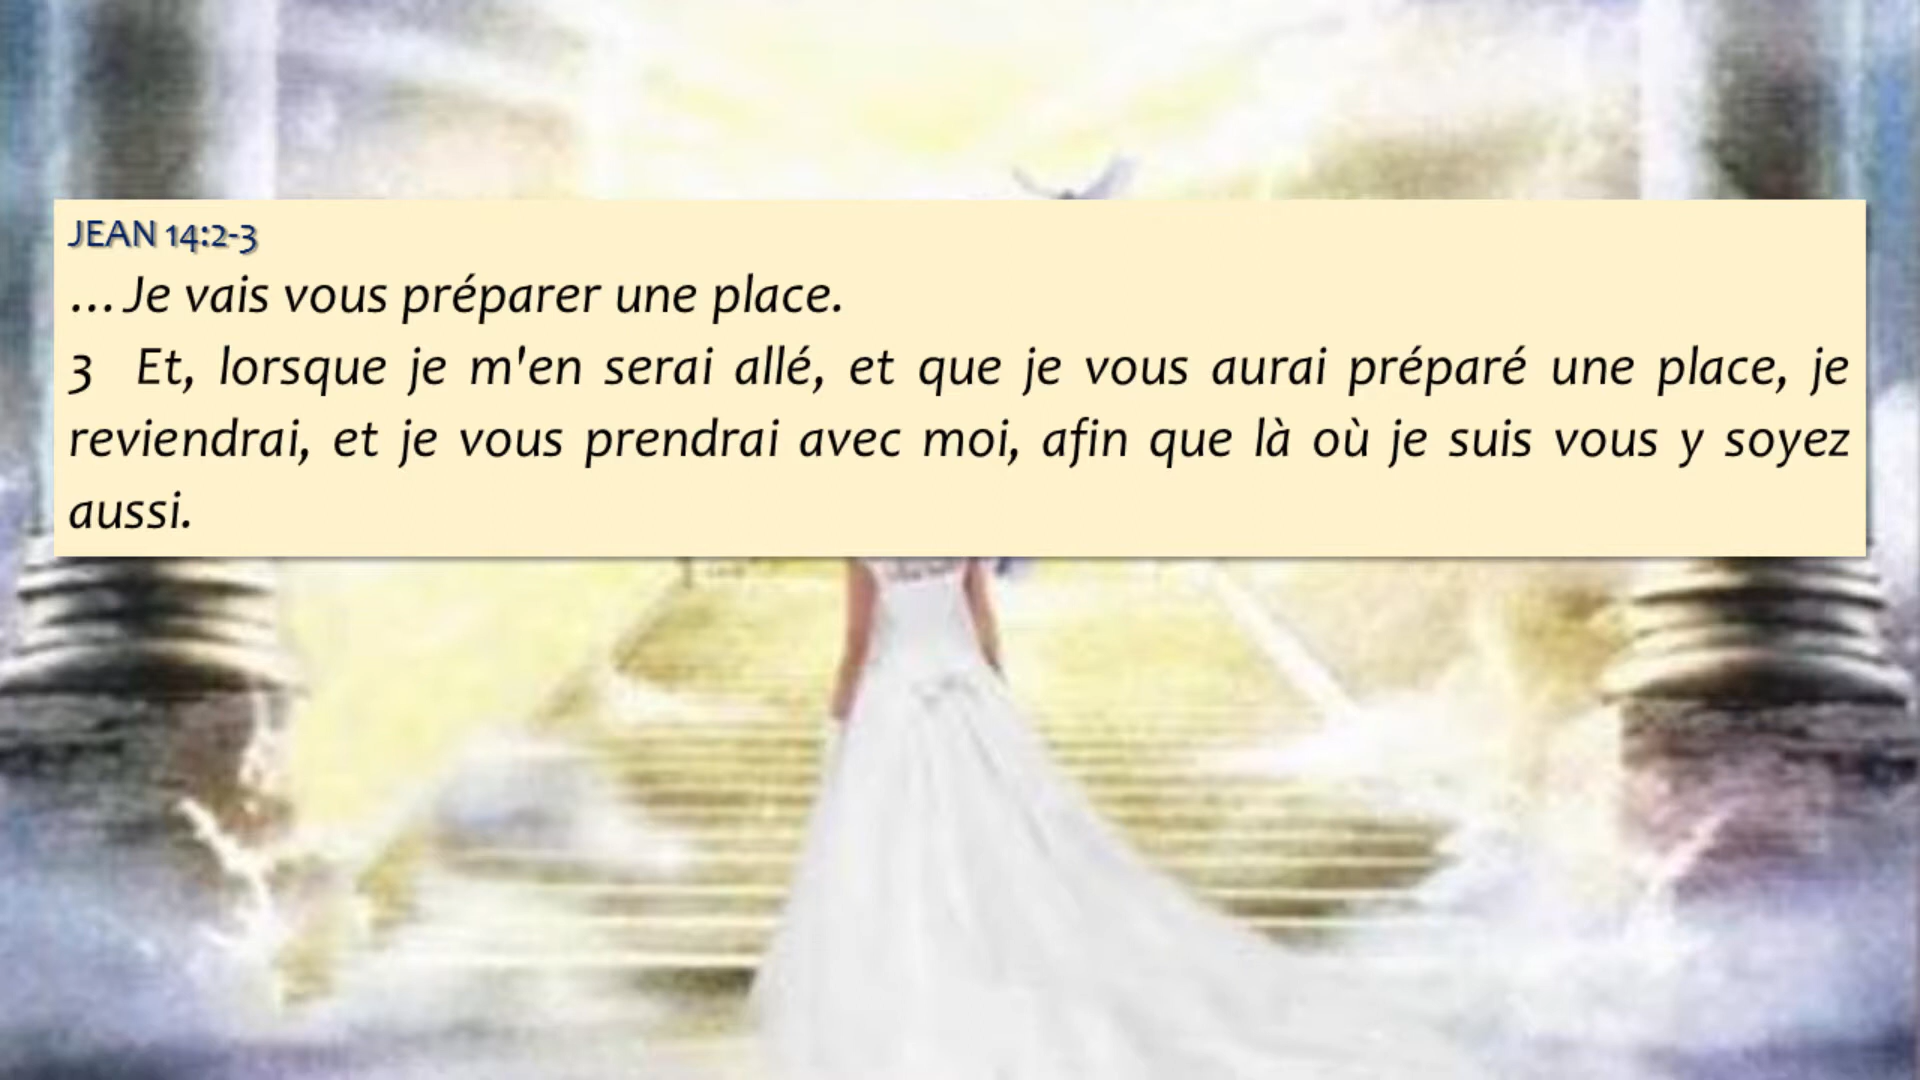 JEAN 14:2-3
…Je vais vous préparer une place.
3 Et, lorsque je m'en serai allé, et que je vous aurai préparé une place, je
reviendrai, et je vous prendrai avec moi, afin que là où je suis vous y soyez
aussi.